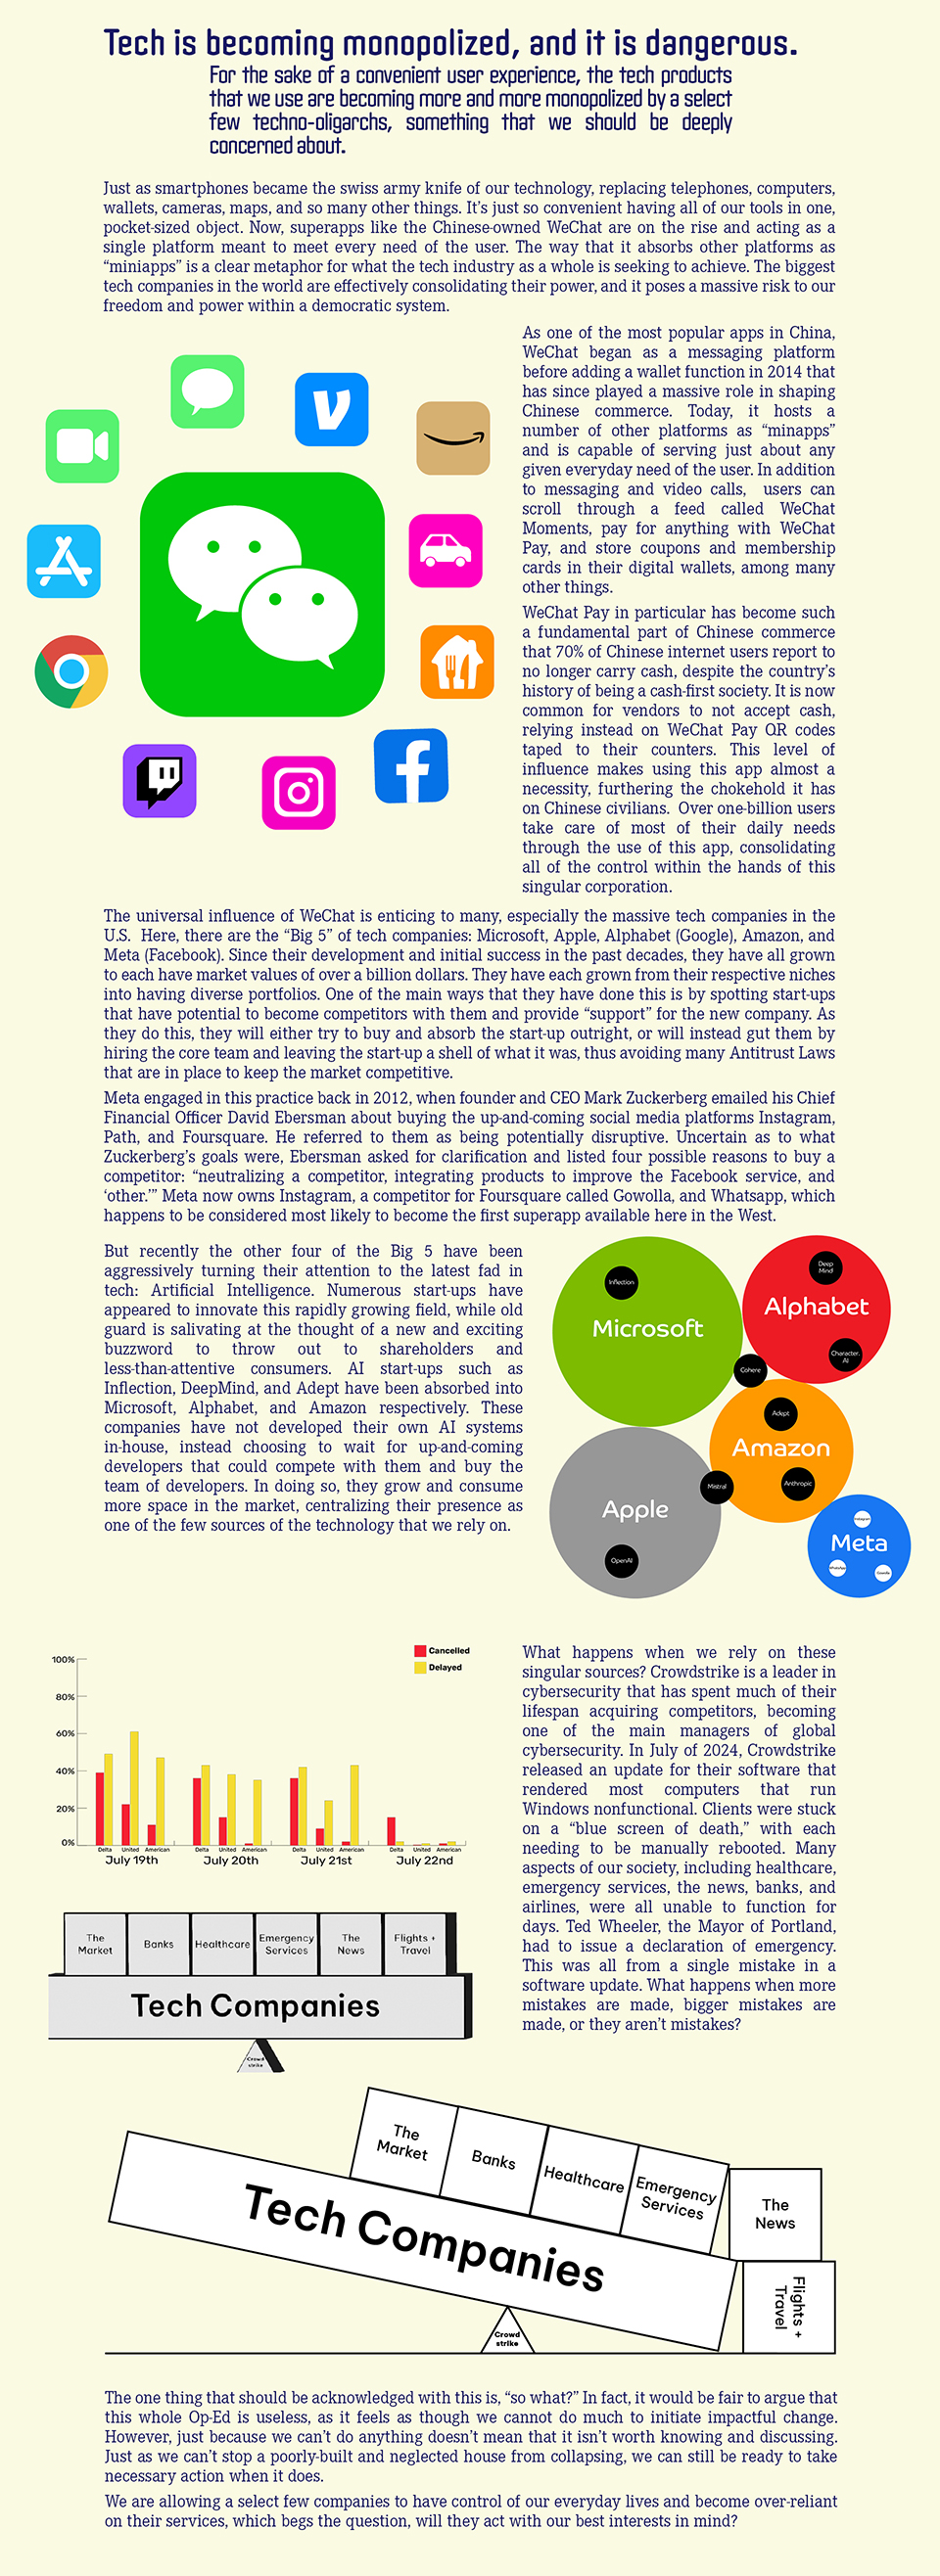 Tech is becoming monopolized, and it is dangerous.
For the sake of a convenient user experience, the tech products
that we use are becoming more and more monopolized by a select
few techno-oligarchs, something that we should be deeply
concerned about.
Just as smartphones became the swiss army knife of our technology, replacing telephones, computers,
wallets, cameras, maps, and so many other things. It's just so convenient having all of our tools in one,
pocket-sized object. Now, superapps like the Chinese-owned WeChat are on the rise and acting as a
single platform meant to meet every need of the user. The way that it absorbs other platforms as
“miniapps” is a clear metaphor for what the tech industry as a whole is seeking to achieve. The biggest
tech companies in the world are effectively consolidating their power, and it poses a massive risk to our
freedom and power within a democratic system.
As one of the most popular apps in China,
WeChat began as a messaging platform
before adding a wallet function in 2014 that
has since played a massive role in shaping
Chinese commerce. Today, it hosts a
number of other platforms as “minapps”
and is capable of serving just about any
given everyday need of the user. In addition
to messaging and video calls, users can
scroll through a feed called WeChat
Moments, pay for anything with WeChat
Pay, and store coupons and membership
cards in their digital wallets, among many
other things.
WeChat Pay in particular has become such
a fundamental part of Chinese commerce
that 70% of Chinese internet users report to
no longer carry cash, despite the country's
history of being a cash-first society. It is now
common for vendors to not accept cash,
relying instead on WeChat Pay QR codes
taped to their counters. This level of
influence makes using this app almost a
necessity, furthering the chokehold it has
on Chinese civilians. Over one-billion users
take care of most of their daily needs
through the use of this app, consolidating
all of the control within the hands of this
singular corporation.
The universal influence of WeChat is enticing to many, especially the massive tech companies in the
U.S. Here, there are the “Big 5” of tech companies: Microsoft, Apple, Alphabet (Google), Amazon, and
Meta (Facebook). Since their development and initial success in the past decades, they have all grown
to each have market values of over a billion dollars. They have each grown from their respective niches
into having diverse portfolios. One of the main ways that they have done this is by spotting start-ups
that have potential to become competitors with them and provide “support” for the new company. As
they do this, they will either try to buy and absorb the start-up outright, or will instead gut them by
hiring the core team and leaving the start-up a shell of what it was, thus avoiding many Antitrust Laws
that are in place to keep the market competitive.
Meta engaged in this practice back in 2012, when founder and CEO Mark Zuckerberg emailed his Chief
Financial Officer David Ebersman about buying the up-and-coming social media platforms Instagram,
Path, and Foursquare. He referred to them as being potentially disruptive. Uncertain as to what
Zuckerberg's goals were, Ebersman asked for clarification and listed four possible reasons to buy a
competitor: “neutralizing a competitor, integrating products to improve the Facebook service, and
‘other.’” Meta now owns Instagram, a competitor for Foursquare called Gowolla, and Whatsapp, which
happens to be considered most likely to become the first superapp available here in the West.
But recently the other four of the Big 5 have been
aggressively turning their attention to the latest fad in
tech: Artificial Intelligence. Numerous start-ups have
appeared to innovate this rapidly growing field, while old
guard is salivating at the thought of a new and exciting
buzzword to throw out to shareholders and
less-than-attentive consumers. AI start-ups such as
Inflection, DeepMind, and Adept have been absorbed into
Microsoft, Alphabet, and Amazon respectively. These
companies have not developed their own AI systems
in-house, instead choosing to wait for up-and-coming
developers that could compete with them and buy the
team of developers. In doing so, they grow and consume
more space in the market, centralizing their presence as
one of the few sources of the technology that we rely on.
Inflection
Microsoft
Deep
Mind
Alphabet
Character.
AI
Cohere
Adept
Amazon
Anthropic
Mistral
Apple
OpenAI
Instagram
Meta
WhatsApp
Cancelled
Delayed
100%
80%
60%
40%
20%
0%
Delta United American
July 19th
Delta United American
July 20th
Delta United American
July 21st
Delta United American
July 22nd
What happens when we rely on these
singular sources? Crowdstrike is a leader in
cybersecurity that has spent much of their
lifespan acquiring competitors, becoming
one of the main managers of global
cybersecurity. In July of 2024, Crowdstrike
released an update for their software that
rendered most computers that run
Windows nonfunctional. Clients were stuck
on a “blue screen of death,” with each
needing to be manually rebooted. Many
aspects of our society, including healthcare,
emergency services, the news, banks, and
airlines, were all unable to function for
days. Ted Wheeler, the Mayor of Portland,
had to issue a declaration of emergency.
This was all from a single mistake in a
software update. What happens when more
mistakes are made, bigger mistakes are
made, or they aren't mistakes?
The
Market
Banks
Healthcare
Emergency
Services
The
News
Flights +
Travel
Tech Companies
Crowd
strike
The
Market
Banks
Healthcare
Emergency
Services
The
News
Flights +
Travel
Tech Companies
Crowd
strike
The one thing that should be acknowledged with this is, “so what?” In fact, it would be fair to argue that
this whole Op-Ed is useless, as it feels as though we cannot do much to initiate impactful change.
However, just because we can't do anything doesn't mean that it isn't worth knowing and discussing.
Just as we can't stop a poorly-built and neglected house from collapsing, we can still be ready to take
necessary action when it does.
We are allowing a select few companies to have control of our everyday lives and become over-reliant
on their services, which begs the question, will they act with our best interests in mind?